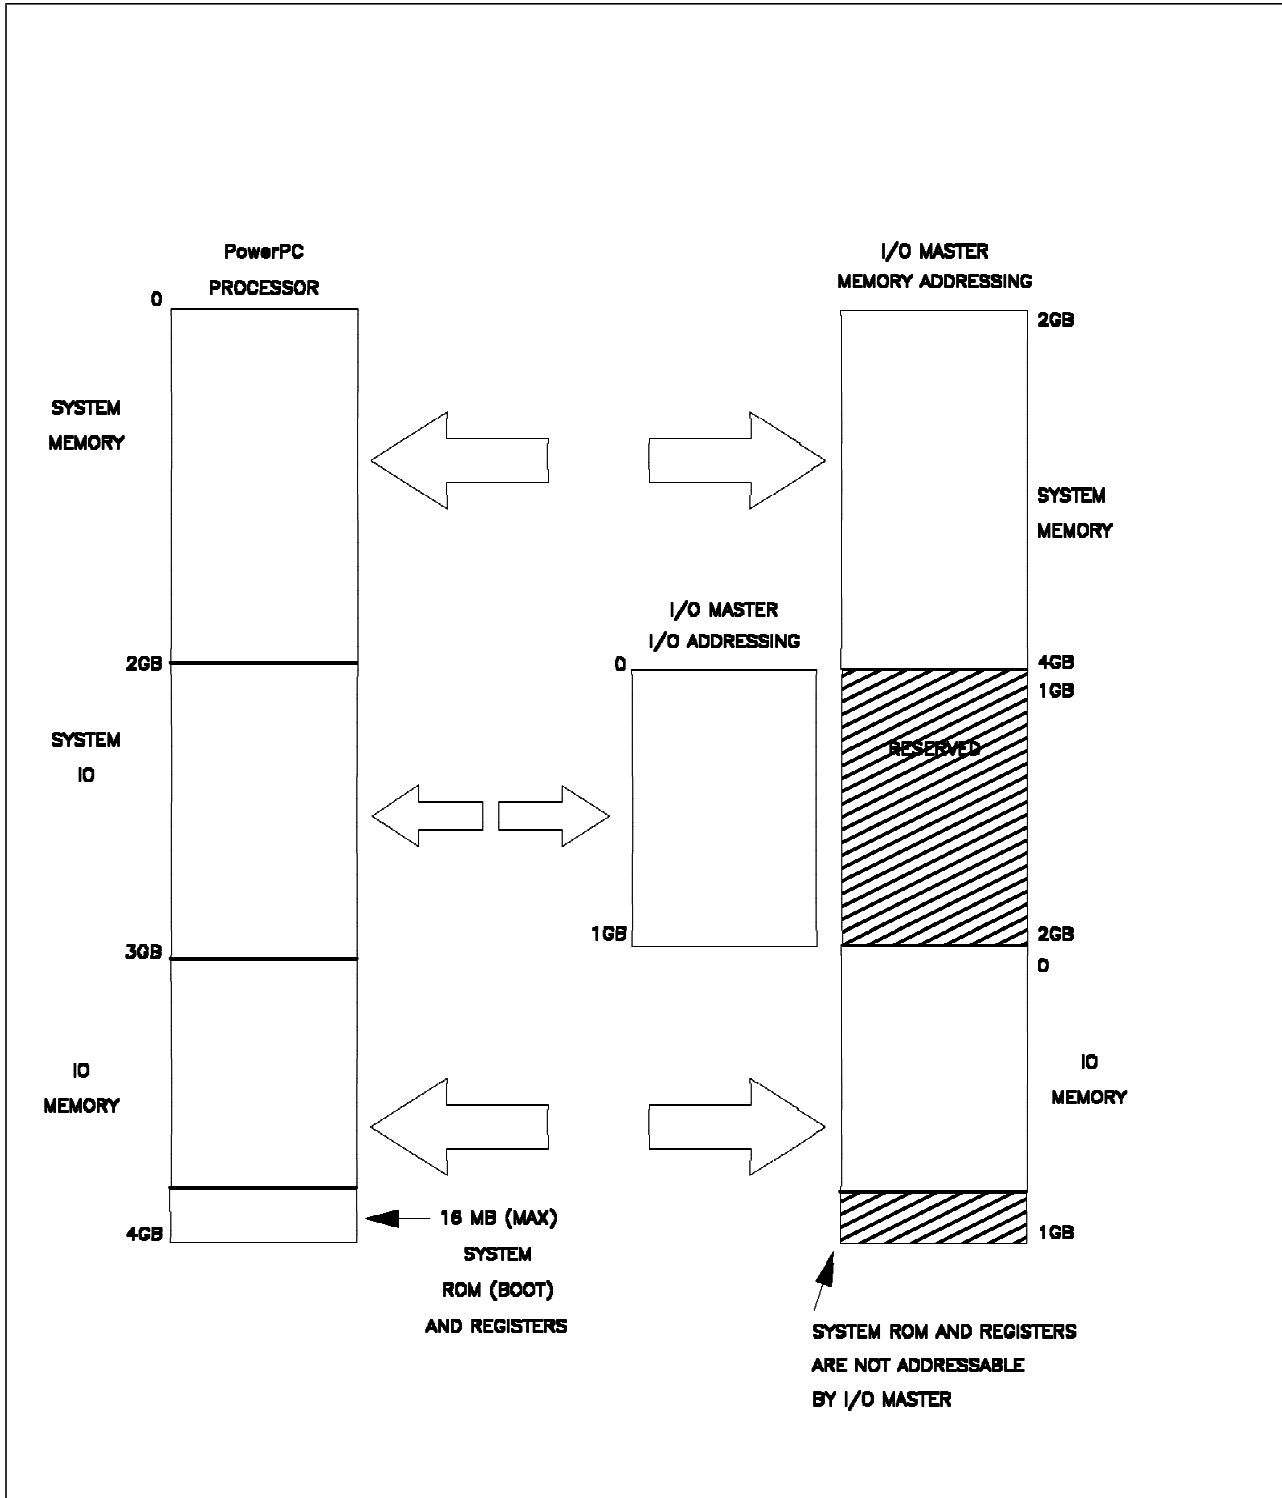 PowerPC
PROCESSOR
0
SYSTEM
MEMORY
2GB
SYSTEM
IO
3GB
IO
MEMORY
4GB
16 MB (MAX)
SYSTEM
ROM (BOOT)
AND REGISTERS
I/O MASTER
I/O ADDRESSING
0
1GB
I/O MASTER
MEMORY ADDRESSING
2GB
SYSTEM
MEMORY
4GB
1GB
RESERVED
2GB
0
IO
MEMORY
1GB
SYSTEM ROM AND REGISTERS
ARE NOT ADDRESSABLE
BY I/O MASTER